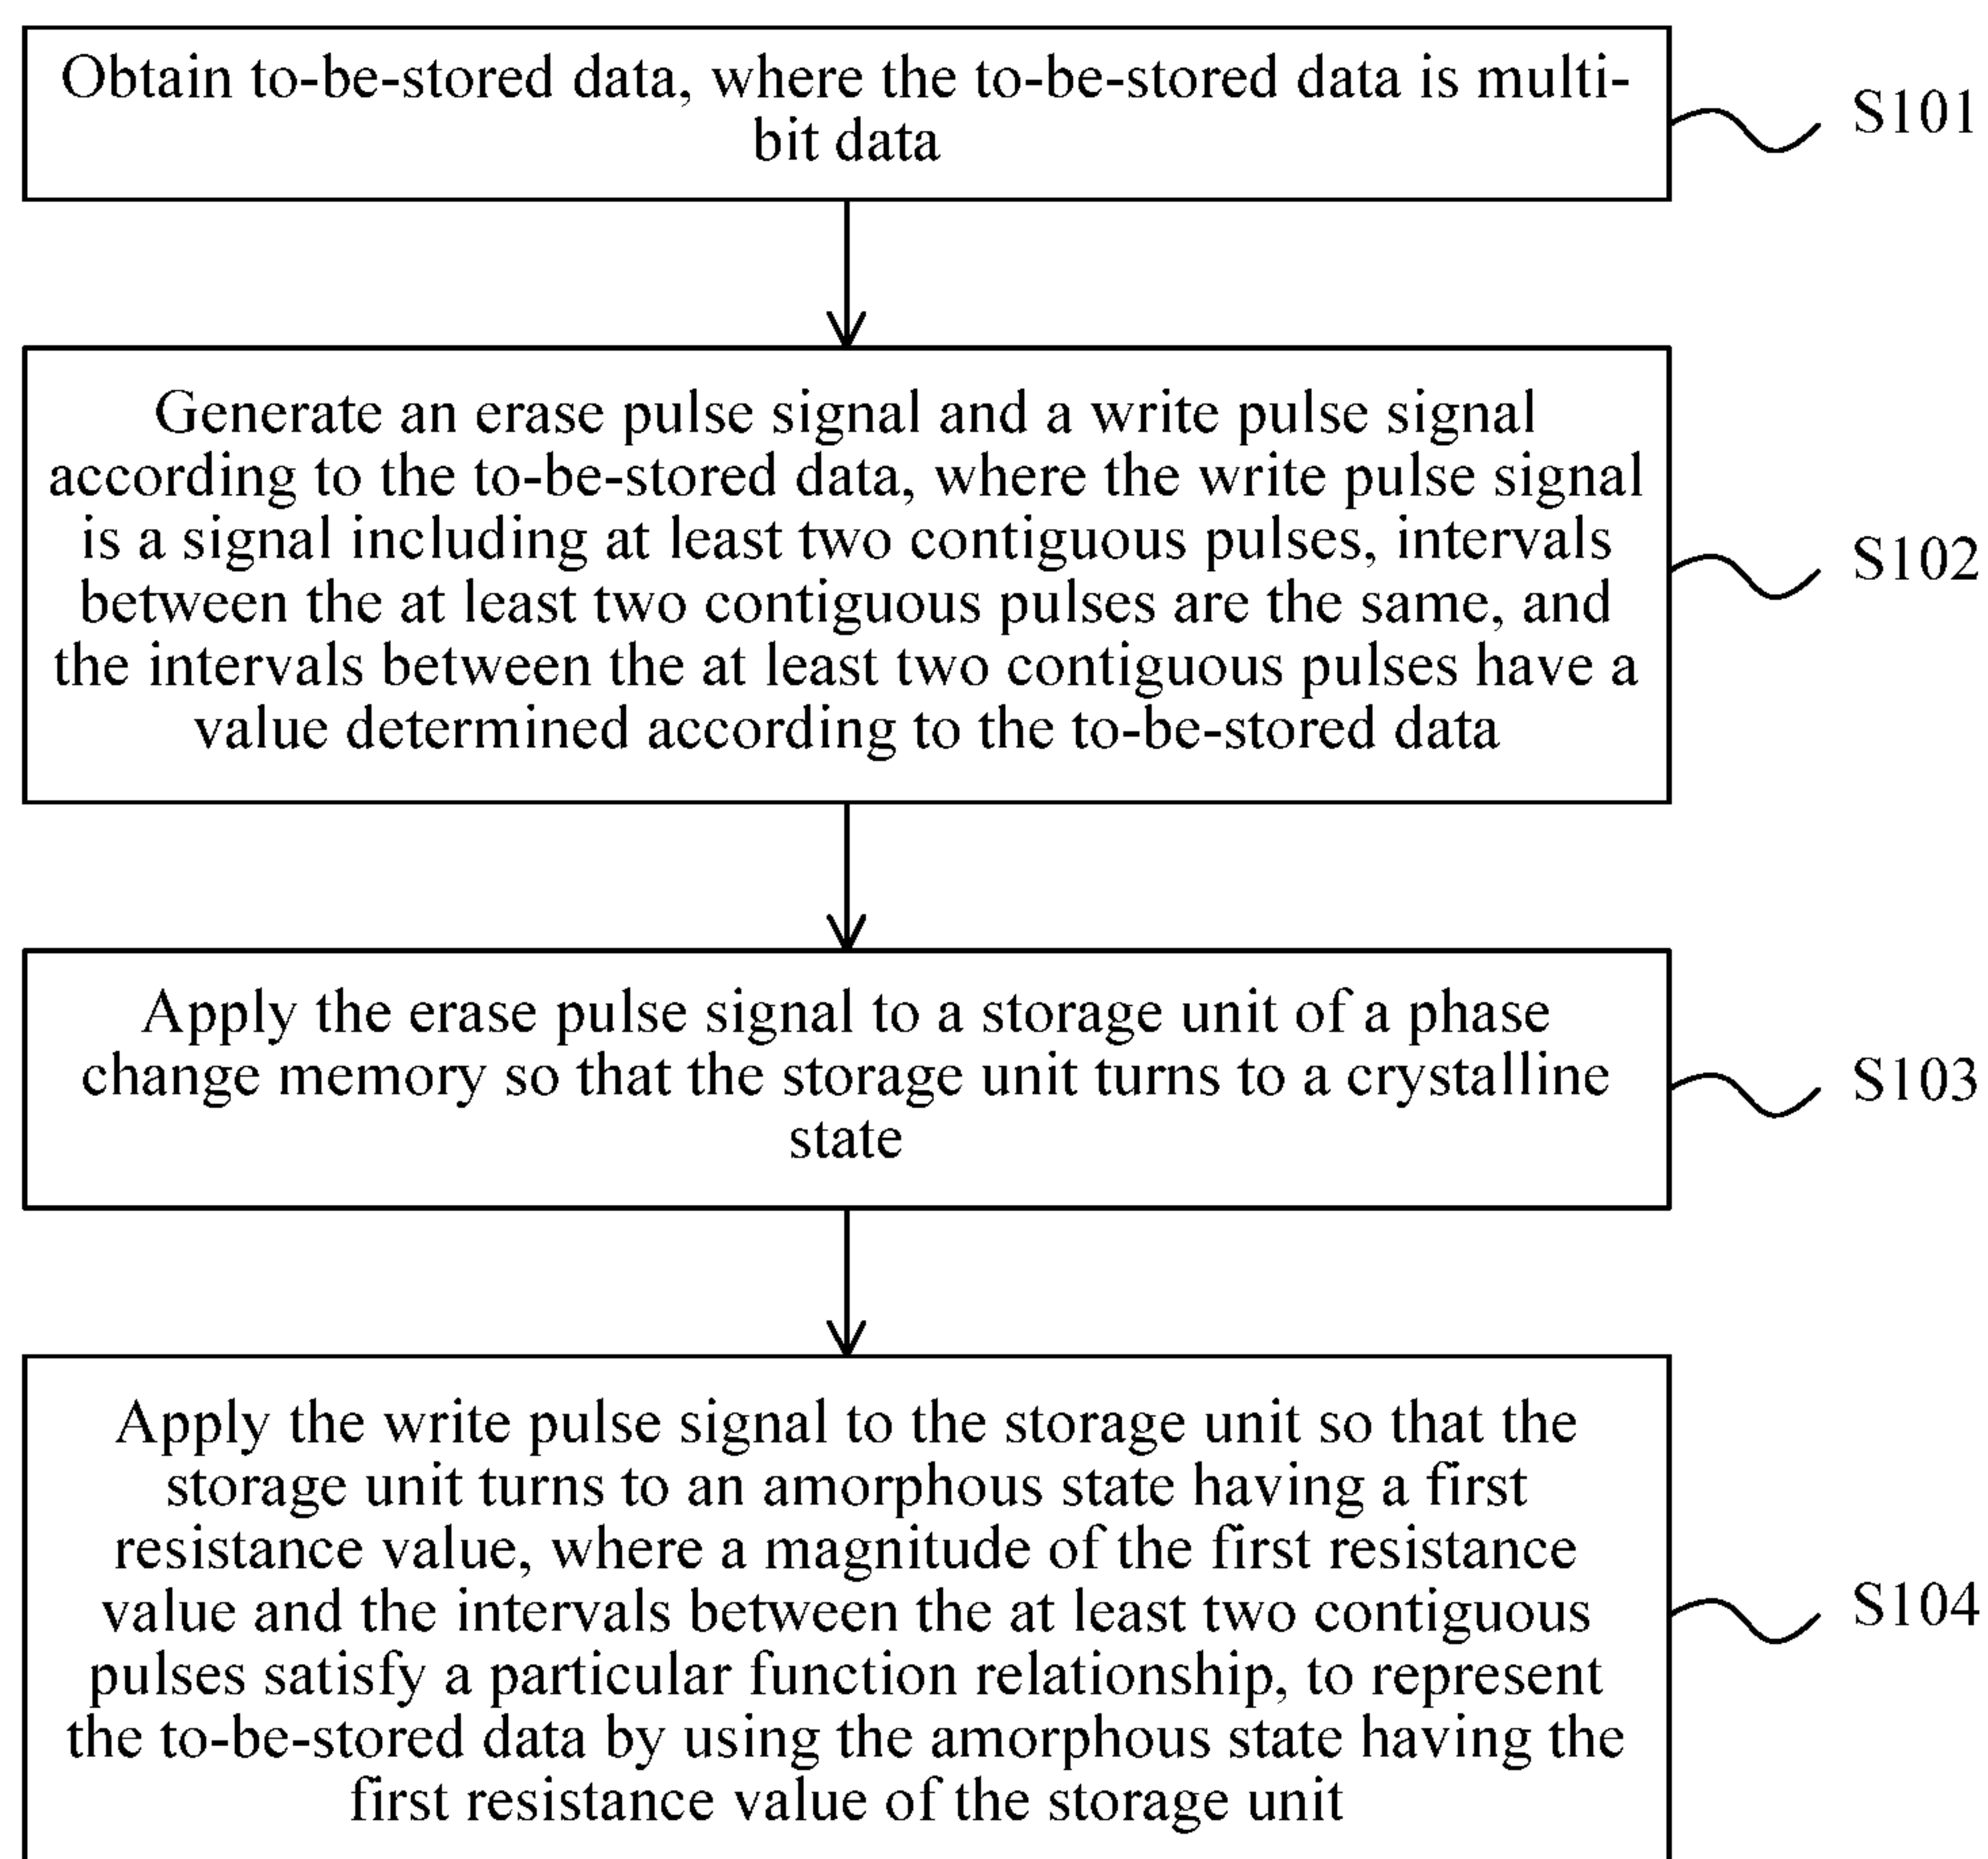 Obtain to-be-stored data, where the to-be-stored data is multi-
bit data
S101
Generate an erase pulse signal and a write pulse signal
according to the to-be-stored data, where the write pulse signal
is a signal including at least two contiguous pulses, intervals
between the at least two contiguous pulses are the same, and
the intervals between the at least two contiguous pulses have a
value determined according to the to-be-stored data
S102
Apply the erase pulse signal to a storage unit of a phase
change memory so that the storage unit turns to a crystalline
state
S103
Apply the write pulse signal to the storage unit so that the
storage unit turns to an amorphous state having a first
resistance value, where a magnitude of the first resistance
value and the intervals between the at least two contiguous
pulses satisfy a particular function relationship, to represent
the to-be-stored data by using the amorphous state having the
first resistance value of the storage unit
S104